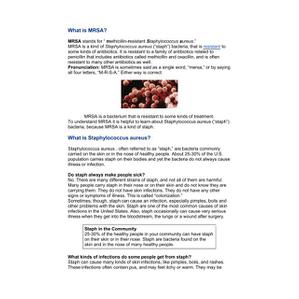 What is MRSA?
MRSA stands for " methicillin-resistant Staphylococcus aureus."
MRSA is a kind of Staphylococcus aureus ("staph") bacteria, that is resistant to
some kinds of antibiotics. It is resistant to a family of antibiotics related to
penicillin that includes antibiotics called methicillin and oxacillin, and is often
resistant to many other antibiotics as well.
Pronunciation: MRSA is sometimes said as a single word, "mersa," or by saying
all four letters, "M-R-S-A." Either way is correct.
MRSA is a bacterium that is resistant to some kinds of treatment.
To understand MRSA it is helpful to learn about Staphylococcus aureus ("staph")
bacteria, because MRSA is a kind of staph.
What is Staphylococcus aureus?
Staphylococcus aureus , often referred to as "staph," are bacteria commonly
carried on the skin or in the nose of healthy people. About 25-30% of the U.S.
population carries staph on their bodies and yet the bacteria do not always cause
illness or infection.
Do staph always make people sick?
No. There are many different strains of staph, and not all of them are harmful.
Many people carry staph in their nose or on their skin and do not know they are
carrying them. They do not have skin infections. They do not have any other
signs or symptoms of illness. This is called "colonization."
Sometimes, though, staph can cause an infection, especially pimples, boils and
other problems with the skin. Staph are one of the most common causes of skin
infections in the United States. Also, staph occasionally can cause very serious
illness when they get into the bloodstream, the lungs or a wound after surgery.
Staph in the Community
25-30% of the healthy people in your community can have staph
on their skin or in their nose. Staph are bacteria found on the
skin and in the nose of many healthy people.
What kinds of infections do some people get from staph?
Staph can cause many kinds of skin infections, like pimples, boils, and rashes.
These infections often contain pus, and may feel itchy or warm. They may be